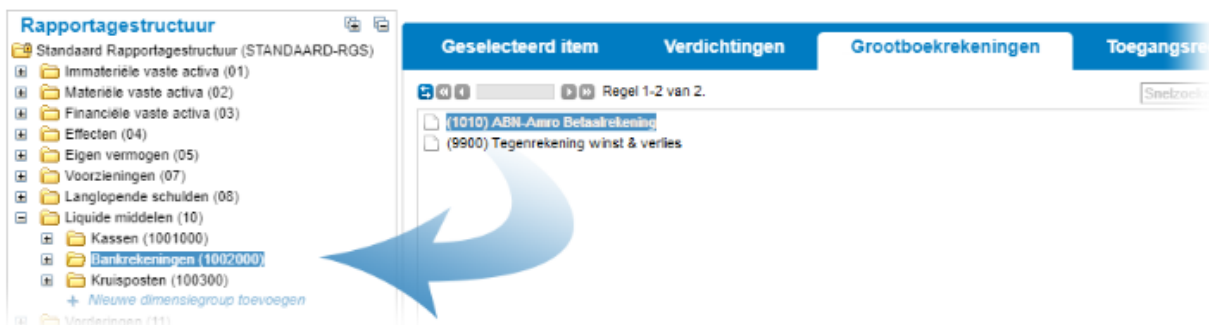 Rapportagestructuur
Standaard Rapportagestructuur (STANDAARD-RGS)
Immateriële vaste activa (01)
Materiële vaste activa (02)
Financiële vaste activa (03)
Effecten (04)
Eigen vermogen (05)
Voorzieningen (07)
Langlopende schulden (08)
Liquide middelen (10)
Kassen (1001000)
Bankrekeningen (1002000)
Kruisposten (100300)
+ Nieuwe dimensiegroup toevoegen
Vorderingen (11)
Geselecteerd item Verdichtingen Grootboekrekeningen
Regel 1-2 van 2.
(1010) ABN-Amro Betaalrekening
(9900) Tegenrekening winst & verlies